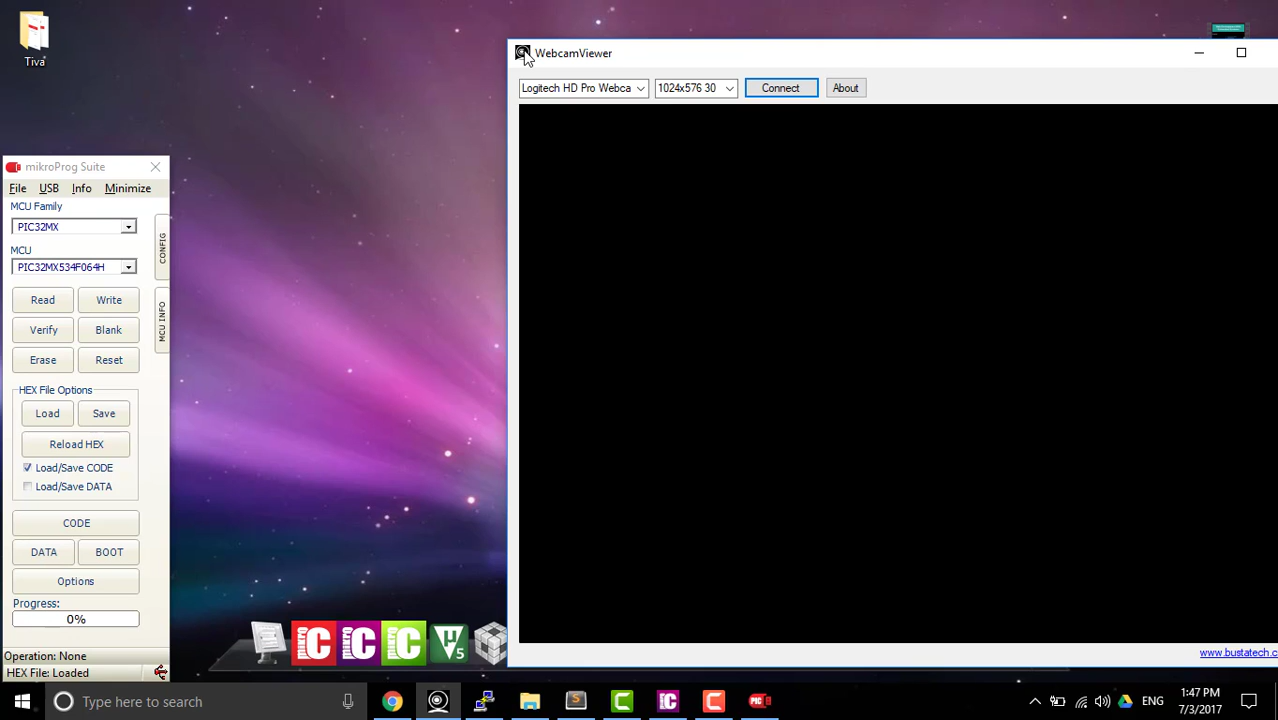 Tiva
WebcamViewer
Logitech HD Pro Webca
1024x576 30
Connect
About
mikroProg Suite
File USB Info Minimize
MCU Family
PIC32MX
MCU
PIC32MX534F064H
CONFIG
MCU INFO
Read Write
Verify Blank
Erase Reset
HEX File Options
Load Save
Reload HEX
Load/Save CODE
Load/Save DATA
CODE
DATA BOOT
Options
Progress:
0%
Operation: None
HEX File: Loaded
www.bustatech.c
Type here to search
ENG
1:47 PM
7/3/2017